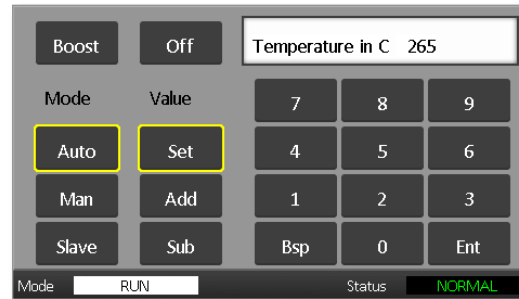 Boost Off Temperature in C 265
Mode Value 7 8 9
Auto Set 4 5 6
Man Add 1 2 3
Slave Sub Bsp 0 Ent
Mode RUN Status NORMAL